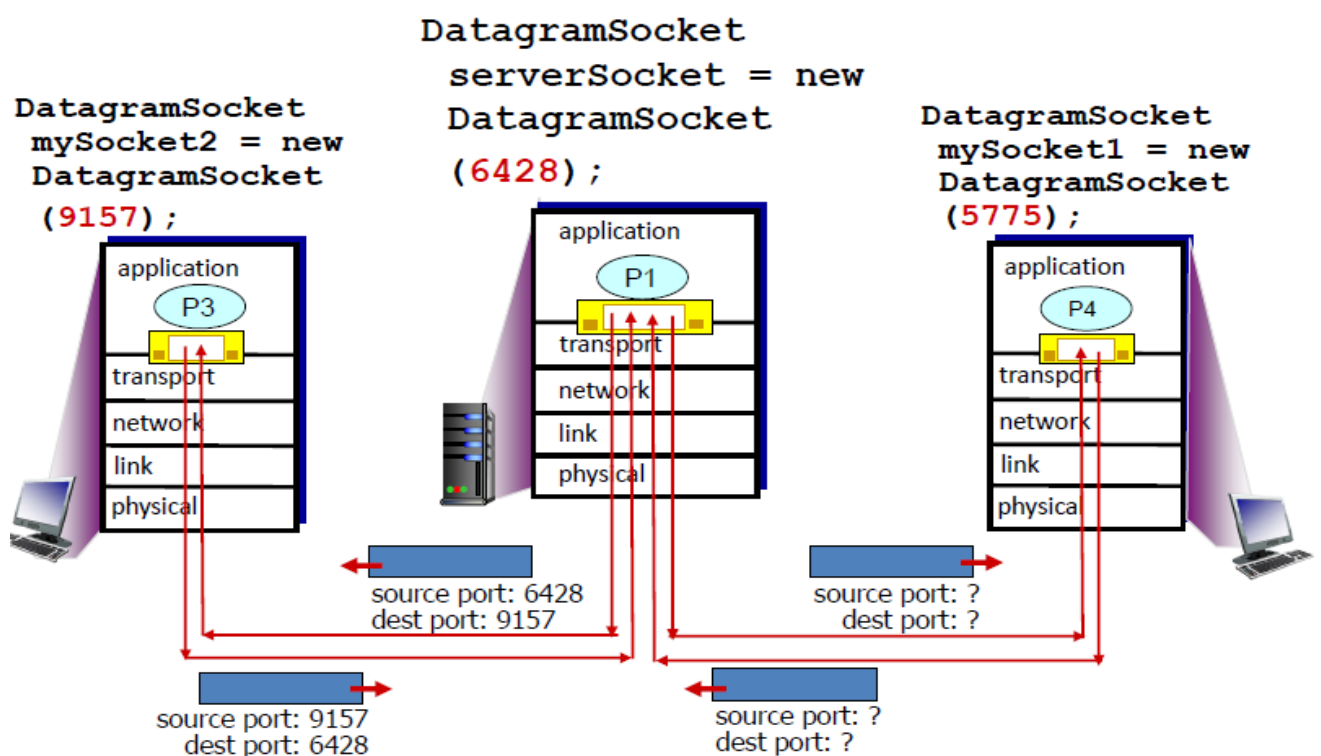 DatagramSocket
serverSocket = new
DatagramSocket
(6428);
DatagramSocket
mySocket2 = new
DatagramSocket
(9157);
DatagramSocket
mySocket1 = new
DatagramSocket
(5775);
application
P3
transport
network
link
physical
application
P1
transport
network
link
physical
application
P4
transport
network
link
physical
source port: 6428
dest port: 9157
source port: ?
dest port: ?
source port: 9157
dest port: 6428
source port: ?
dest port: ?